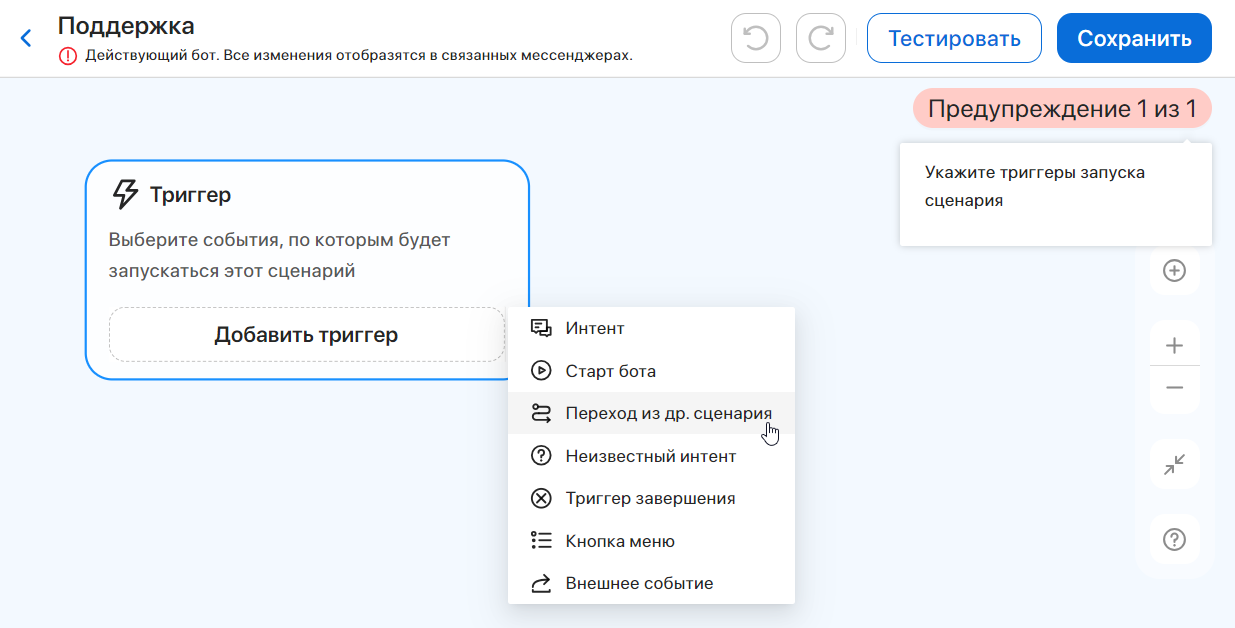 Поддержка
Действующий бот. Все изменения отобразятся в связанных мессенджерах.
Тестировать
Сохранить
Предупреждение 1 из 1
Укажите триггеры запуска
сценария
Триггер
Выберите события, по которым будет
запускаться этот сценарий
Добавить триггер
Интент
Старт бота
Переход из др. сценария
Неизвестный интент
Триггер завершения
Кнопка меню
Внешнее событие